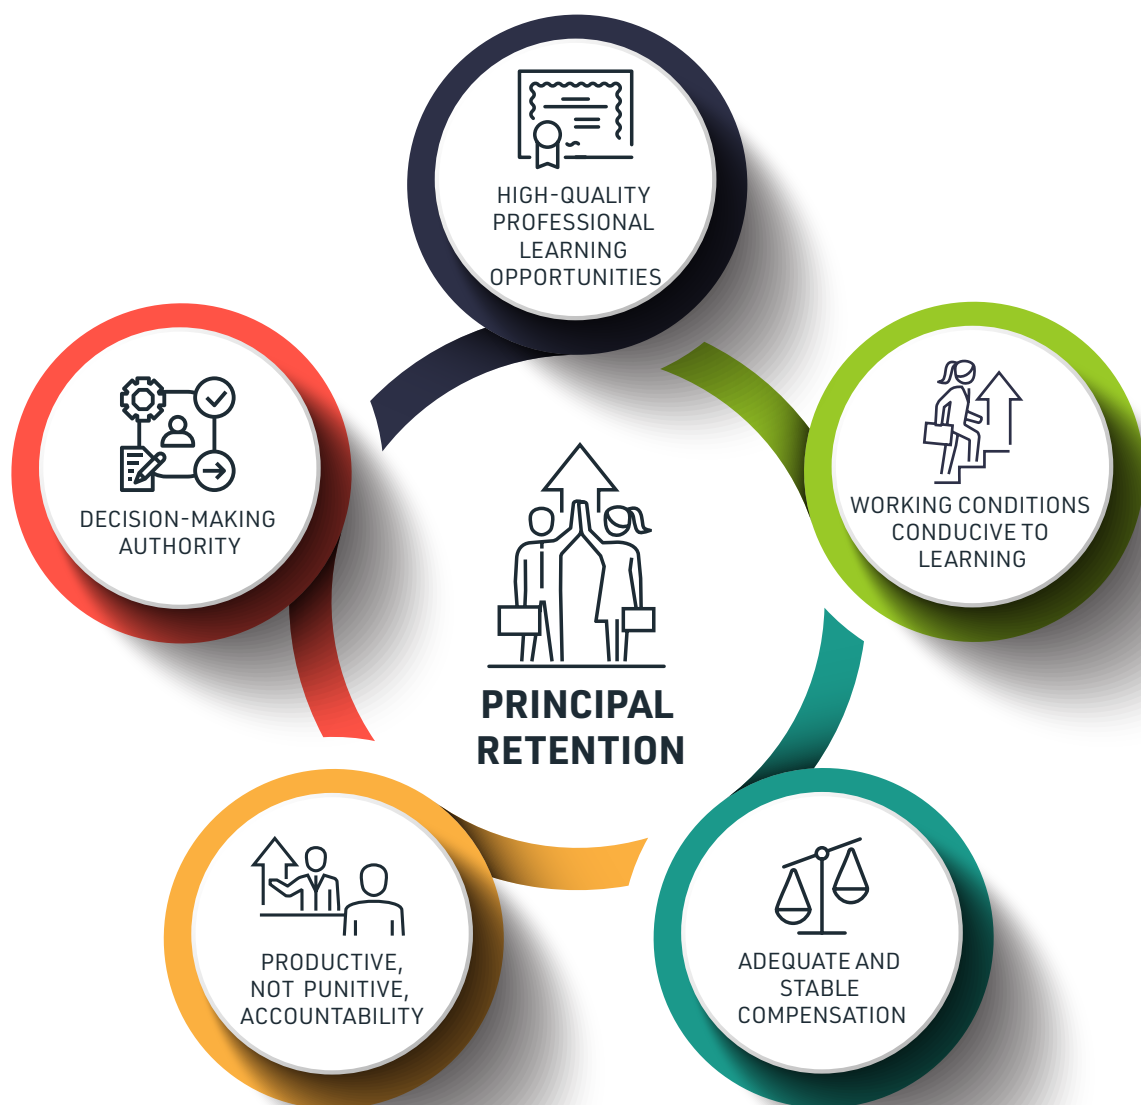 HIGH-QUALITY
PROFESSIONAL
LEARNING
OPPORTUNITIES
WORKING CONDITIONS
CONDUCIVE TO
LEARNING
ADEQUATE AND
STABLE
COMPENSATION
PRODUCTIVE,
NOT PUNITIVE,
ACCOUNTABILITY
DECISION-MAKING
AUTHORITY
PRINCIPAL
RETENTION